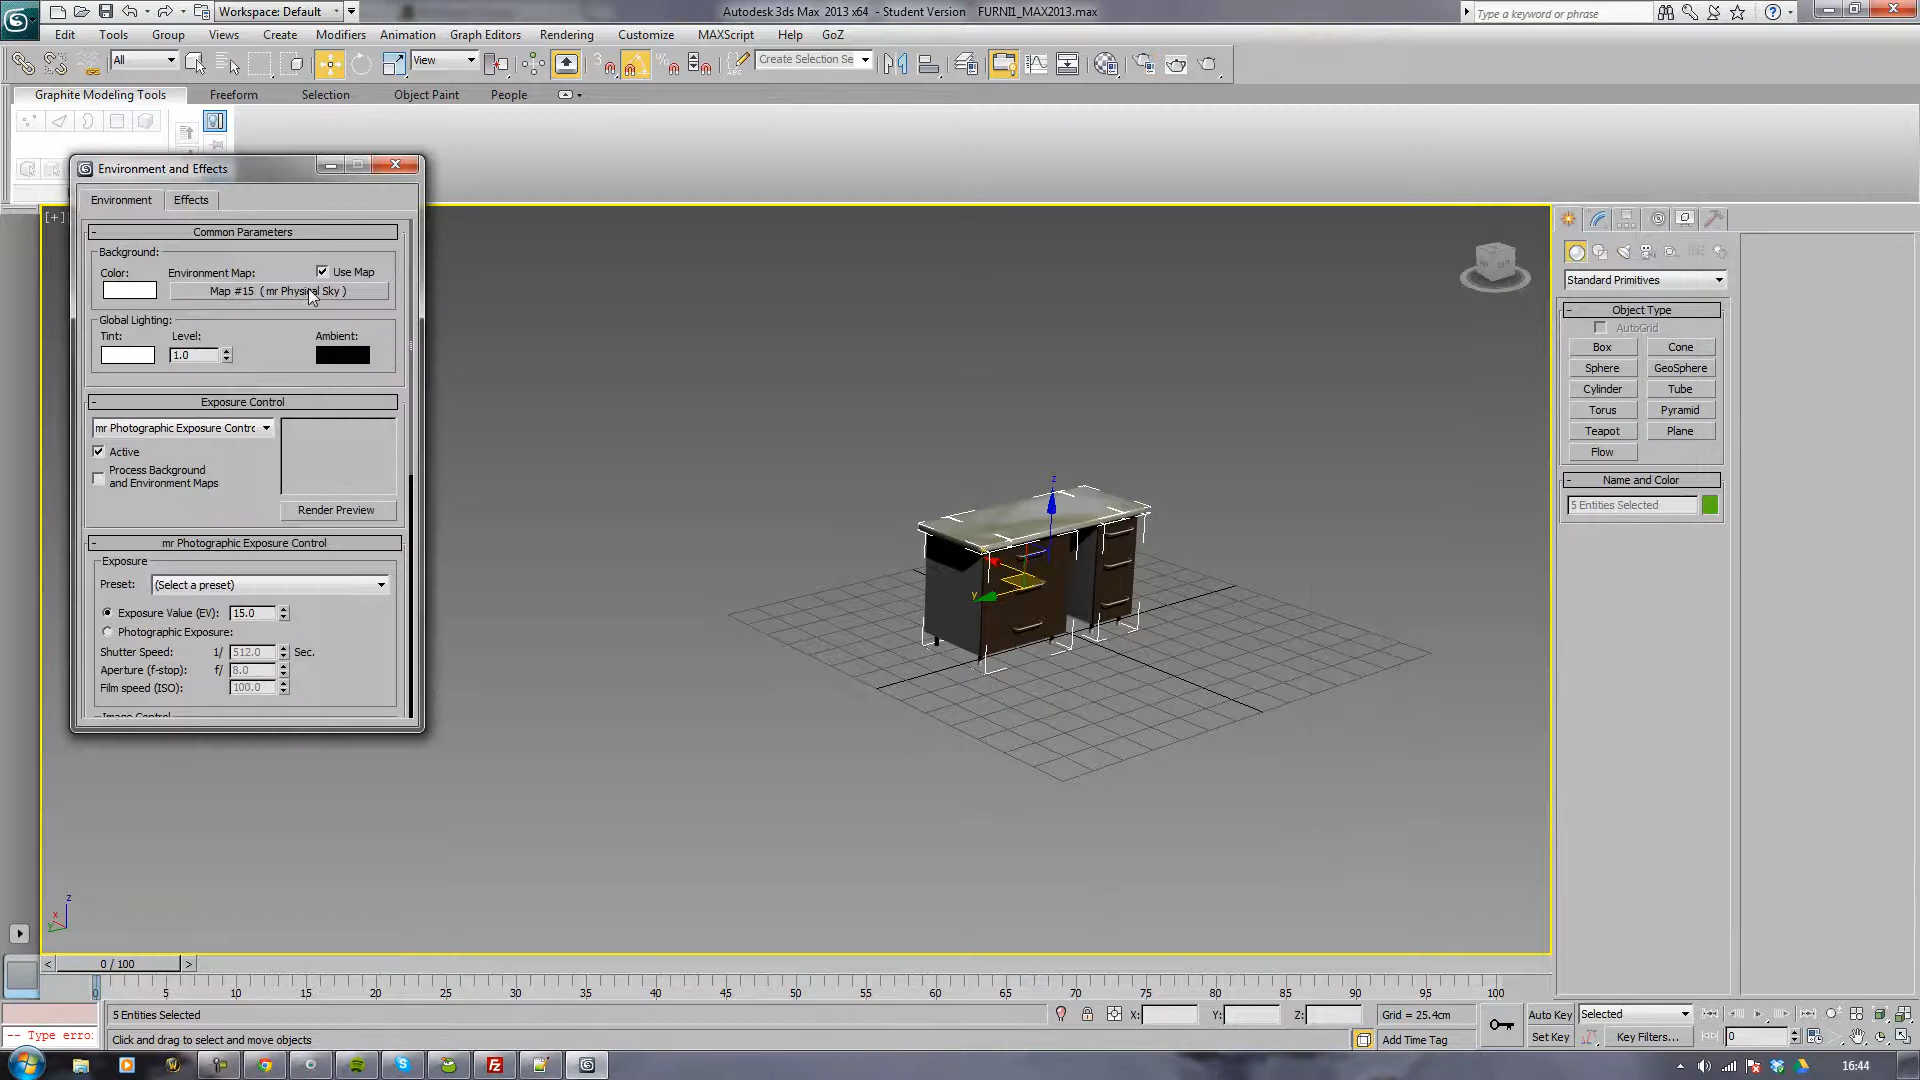 Workspace: Default
Autodesk 3ds Max 2013 x64 - Student Version FURNI1_MAX2013.max
Type a keyword or phrase
Edit Tools Group Views Create Modifiers Animation Graph Editors Rendering Customize MAXScript Help GoZ
All View Create Selection Se
Graphite Modeling Tools Freeform Selection Object Paint People
Environment and Effects
Environment Effects
[+]
- Common Parameters
Background:
Color: Environment Map: Use Map
Map #15 ( mr Physical Sky )
Global Lighting:
Tint: Level: Ambient:
1.0
- Exposure Control
mr Photographic Exposure Contrc
Active
Process Background
and Environment Maps
Render Preview
- mr Photographic Exposure Control
Exposure
Preset: (Select a preset)
Exposure Value (EV): 15.0
Photographic Exposure:
Shutter Speed: 1/ 512.0 Sec.
Aperture (f-stop): f/ 8.0
Film speed (ISO): 100.0
Image Control
z
y
z
x
y
Standard Primitives
- Object Type
AutoGrid
Box Cone
Sphere GeoSphere
Cylinder Tube
Torus Pyramid
Teapot Plane
Flow
- Name and Color
5 Entities Selected
< 0 / 100 >
0 5 10 15 20 25 30 35 40 45 50 55 60 65 70 75 80 85 90 95 100
5 Entities Selected X: Y: Z: Grid = 25.4cm Auto Key Selected
-- Type erro: Click and drag to select and move objects Add Time Tag Set Key Key Filters... 0
16:44